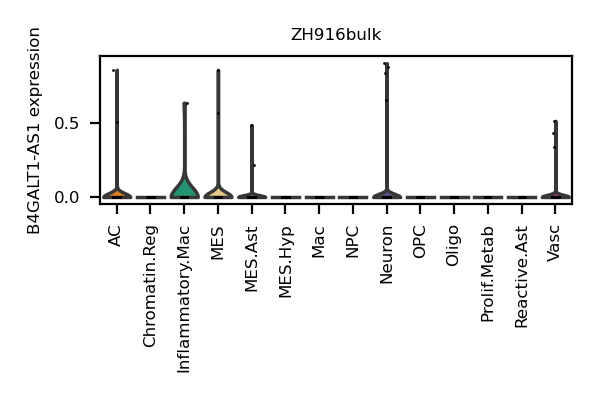 ZH916bulk
B4GALT1-AS1 expression
0.5
0.0
AC
Chromatin.Reg
Inflammatory.Mac
MES
MES.Ast
MES.Hyp
Mac
NPC
Neuron
OPC
Oligo
Prolif.Metab
Reactive.Ast
Vasc